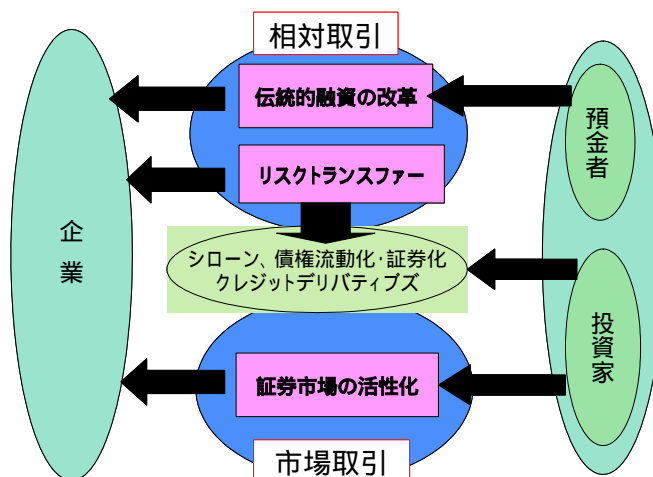 相対取引
伝統的融資の改革
預金者
リスクトランスファー
企業
シローン、債権流動化・証券化
クレジットデリバティブズ
投資家
証券市場の活性化
市場取引